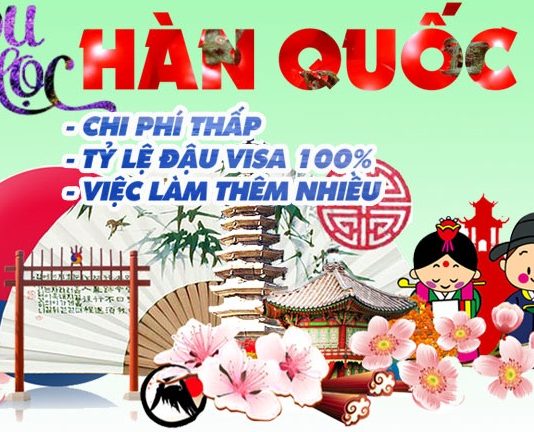 HÀN QUỐC
- CHI PHÍ THẤP
- TỶ LỆ ĐẬU VISA 100%
- VIỆC LÀM THÊM NHIỀU